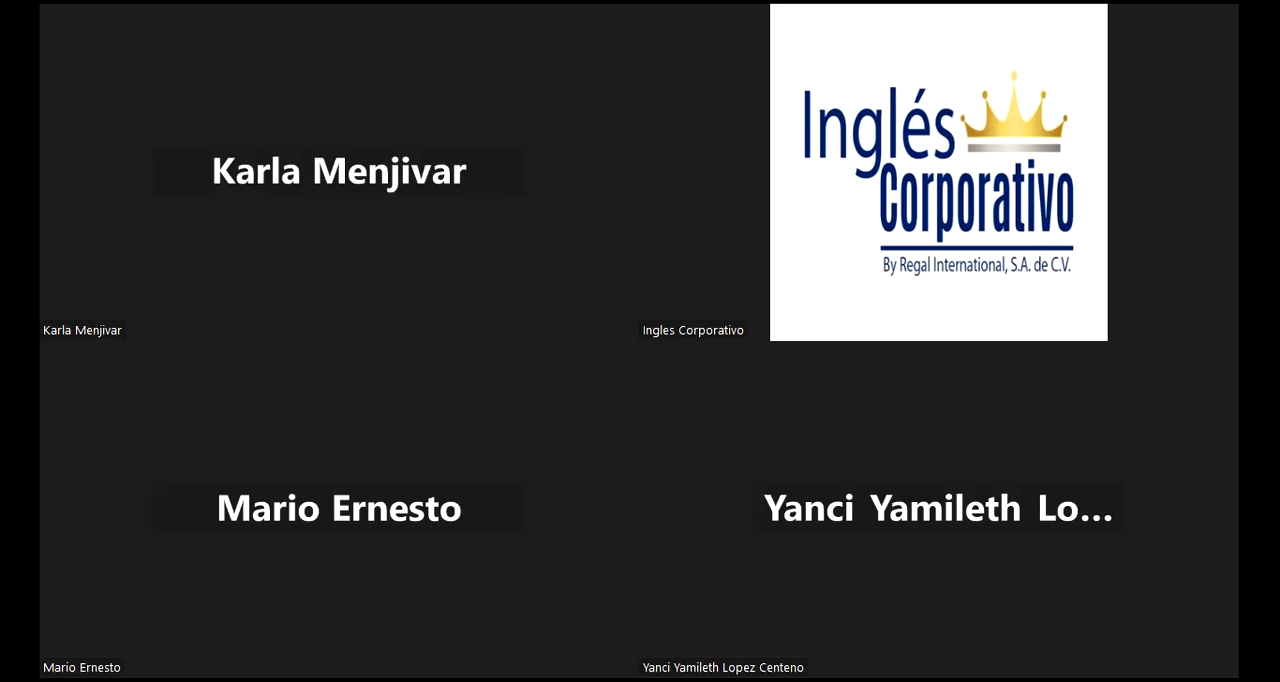 Karla Menjivar
Karla Menjivar
Inglés
Corporativo
By Regal International, S.A. de C.V.
Ingles Corporativo
Mario Ernesto
Mario Ernesto
Yanci Yamileth Lo...
Yanci Yamileth Lopez Centeno